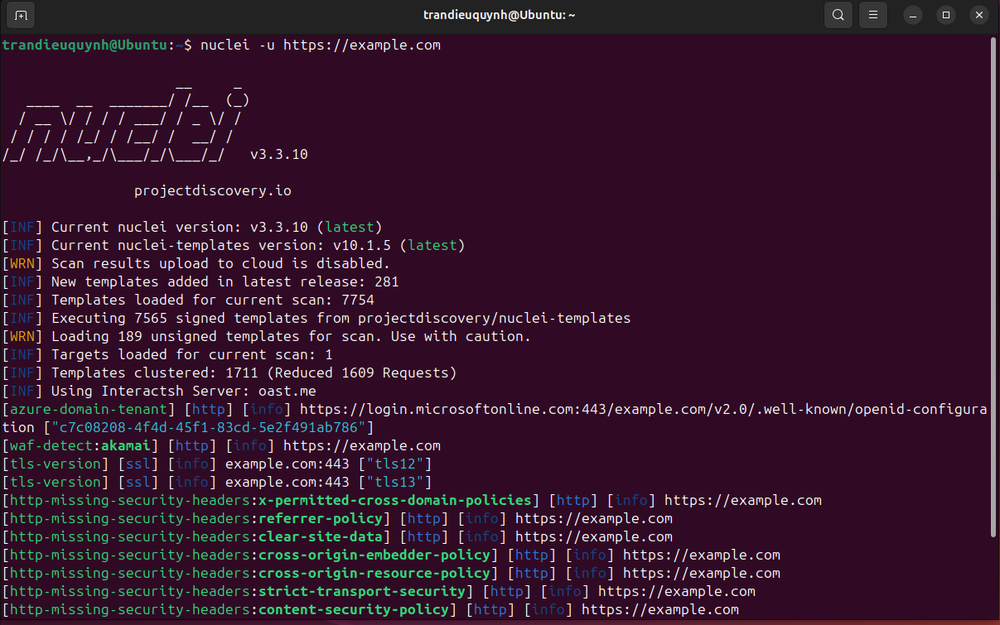 trandieuquynh@Ubuntu: ~
trandieuquynh@Ubuntu:~$ nuclei -u https://example.com
                     __     _
   ____  __  _______/ /__  (_)
  / __ \/ / / / ___/ / _ \/ /
 / / / / /_/ / /__/ /  __/ /
/_/ /_/\__,_/\___/_/\___/_/   v3.3.10
projectdiscovery.io
[INF] Current nuclei version: v3.3.10 (latest)
[INF] Current nuclei-templates version: v10.1.5 (latest)
[WRN] Scan results upload to cloud is disabled.
[INF] New templates added in latest release: 281
[INF] Templates loaded for current scan: 7754
[INF] Executing 7565 signed templates from projectdiscovery/nuclei-templates
[WRN] Loading 189 unsigned templates for scan. Use with caution.
[INF] Targets loaded for current scan: 1
[INF] Templates clustered: 1711 (Reduced 1609 Requests)
[INF] Using Interactsh Server: oast.me
[azure-domain-tenant] [http] [info] https://login.microsoftonline.com:443/example.com/v2.0/.well-known/openid-configura
tion ["c7c08208-4f4d-45f1-83cd-5e2f491ab786"]
[waf-detect:akamai] [http] [info] https://example.com
[tls-version] [ssl] [info] example.com:443 ["tls12"]
[tls-version] [ssl] [info] example.com:443 ["tls13"]
[http-missing-security-headers:x-permitted-cross-domain-policies] [http] [info] https://example.com
[http-missing-security-headers:referrer-policy] [http] [info] https://example.com
[http-missing-security-headers:clear-site-data] [http] [info] https://example.com
[http-missing-security-headers:cross-origin-embedder-policy] [http] [info] https://example.com
[http-missing-security-headers:cross-origin-resource-policy] [http] [info] https://example.com
[http-missing-security-headers:strict-transport-security] [http] [info] https://example.com
[http-missing-security-headers:content-security-policy] [http] [info] https://example.com